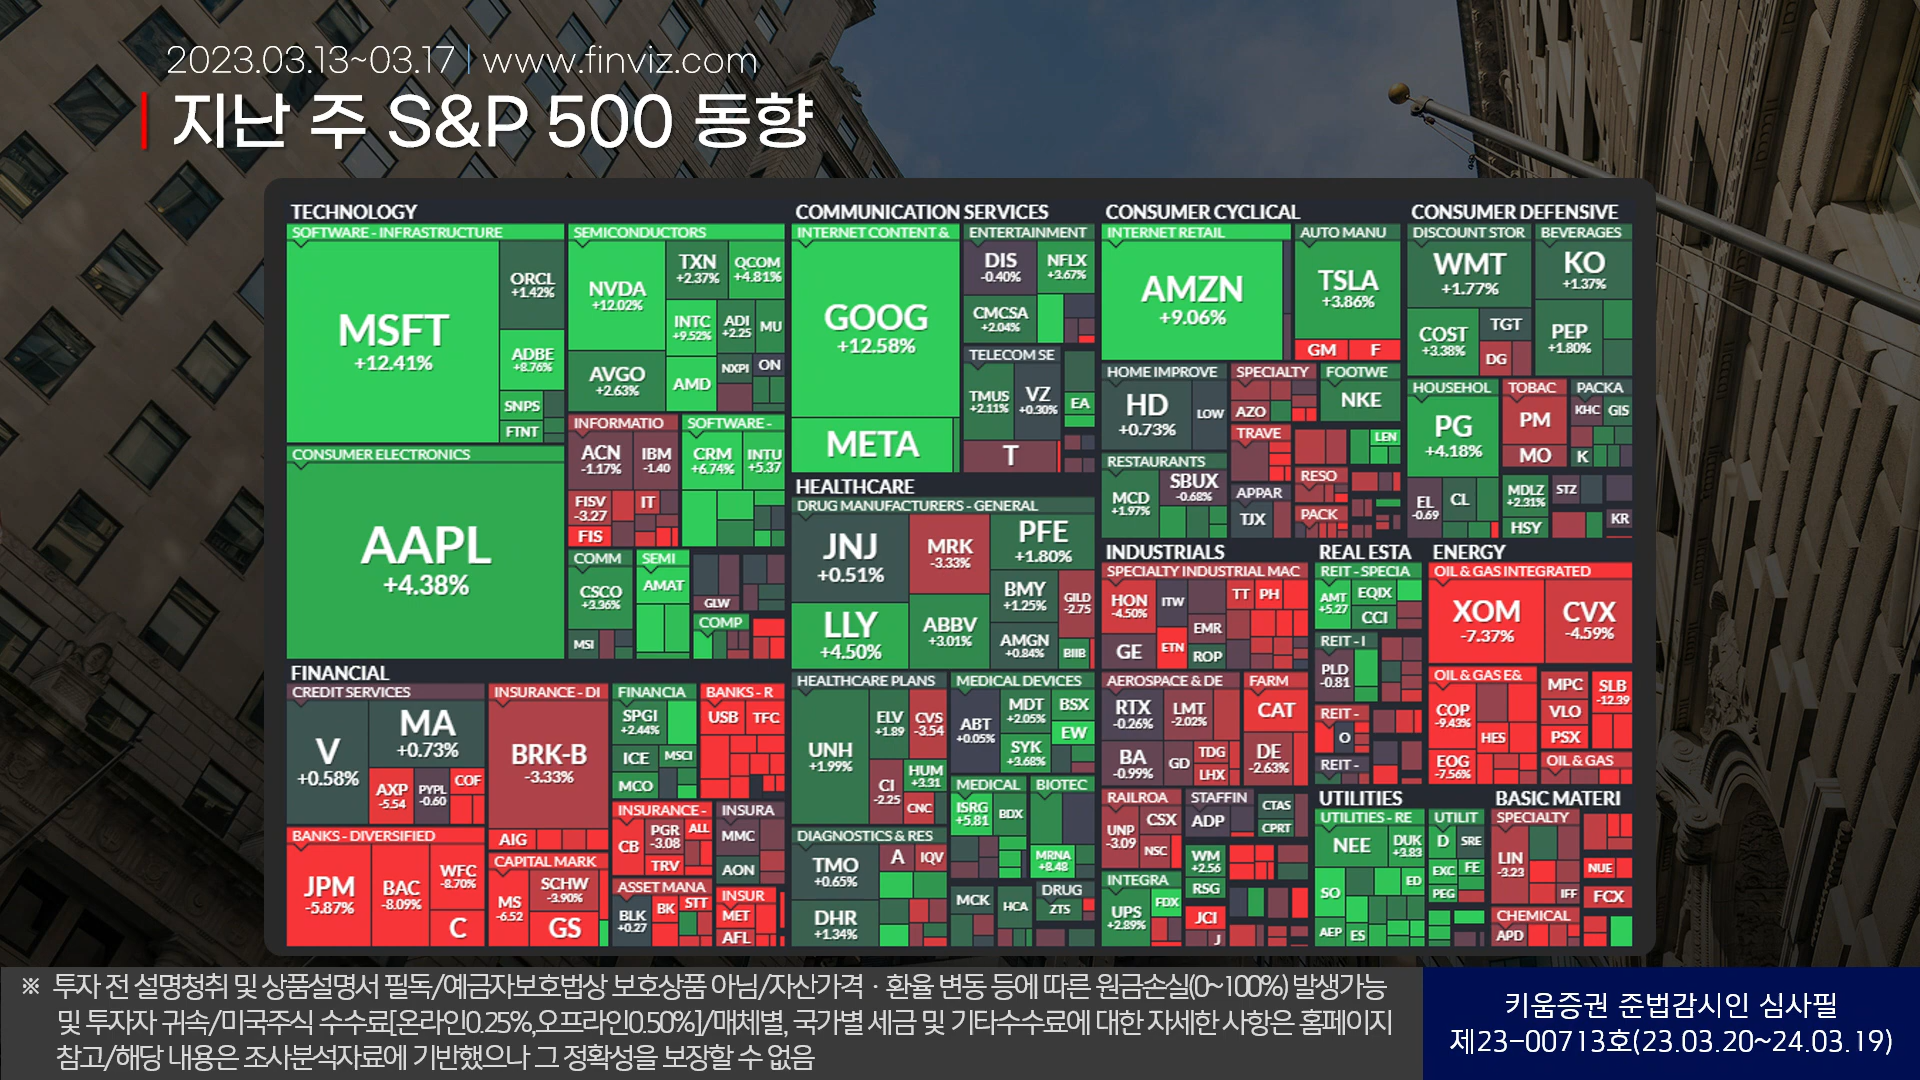 2023.03.13~03.17 | www.finviz.com
지난 주 S&P 500 동향
TECHNOLOGY
SOFTWARE - INFRASTRUCTURE
MSFT
+12.41%
ORCL
+1.42%
ADBE
+8.76%
SNPS
FTNT
SEMICONDUCTORS
NVDA
+12.02%
TXN
+2.37%
QCOM
+4.81%
INTC
+9.52%
ADI
+2.25
MU
AVGO
+2.63%
AMD
NXPI
ON
CONSUMER ELECTRONICS
AAPL
+4.38%
INFORMATIO
ACN
-1.17%
IBM
-1.40
FISV
-3.27
IT
FIS
SOFTWARE -
CRM
+6.74%
INTU
+5.37
COMM
CSCO
+3.36%
MSI
SEMI
AMAT
GLW
COMP
COMMUNICATION SERVICES
INTERNET CONTENT &
GOOG
+12.58%
META
ENTERTAINMENT
DIS
-0.40%
NFLX
+3.67%
CMCSA
+2.04%
TELECOM SE
TMUS
+2.11%
VZ
+0.30%
EA
T
CONSUMER CYCLICAL
INTERNET RETAIL
AMZN
+9.06%
AUTO MANU
TSLA
+3.86%
GM
F
HOME IMPROVE
HD
+0.73%
LOW
SPECIALTY
AZO
FOOTWE
NKE
TRAVE
LEN
RESTAURANTS
MCD
+1.97%
SBUX
-0.68%
APPAR
TJX
RESO
PACK
CONSUMER DEFENSIVE
DISCOUNT STOR
WMT
+1.77%
COST
+3.38%
TGT
DG
BEVERAGES
KO
+1.37%
PEP
+1.80%
HOUSEHOL
PG
+4.18%
EL
-0.69
CL
TOBAC
PM
MO
PACKA
KHC
GIS
K
MDLZ
+2.31%
STZ
HSY
KR
HEALTHCARE
DRUG MANUFACTURERS - GENERAL
JNJ
+0.51%
MRK
-3.33%
PFE
+1.80%
LLY
+4.50%
ABBV
+3.01%
BMY
+1.25%
GILD
-2.75
AMGN
+0.84%
BIIB
HEALTHCARE PLANS
UNH
+1.99%
ELV
+1.89
CVS
-3.54
CI
-2.25
HUM
+3.31
CNC
MEDICAL DEVICES
ABT
+0.05%
MDT
+2.05%
BSX
SYK
+3.68%
EW
MEDICAL
ISRG
+5.81
BDX
BIOTEC
MRNA
+8.48
DIAGNOSTICS & RES
TMO
+0.65%
A
IQV
DHR
+1.34%
MCK
HCA
DRUG
ZTS
FINANCIAL
CREDIT SERVICES
V
+0.58%
MA
+0.73%
AXP
-5.54
PYPL
-0.60
COF
INSURANCE - DI
BRK-B
-3.33%
AIG
FINANCIA
SPGI
+2.44%
ICE
MSCI
MCO
BANKS - R
USB
TFC
BANKS - DIVERSIFIED
JPM
-5.87%
BAC
-8.09%
WFC
-8.70%
C
CAPITAL MARK
MS
-6.52
SCHW
-3.90%
GS
INSURANCE -
CB
PGR
-3.08
ALL
TRV
INSURA
MMC
AON
ASSET MANA
BLK
+0.27
BK
STT
INSUR
MET
AFL
INDUSTRIALS
SPECIALTY INDUSTRIAL MAC
HON
-4.50%
ITW
TT
PH
EMR
GE
ETN
ROP
AEROSPACE & DE
RTX
-0.26%
LMT
-2.02%
BA
-0.99%
GD
TDG
LHX
FARM
CAT
DE
-2.63%
RAILROA
UNP
-3.09
CSX
NSC
STAFFIN
ADP
CTAS
CPRT
WM
+2.56
RSG
INTEGRA
UPS
+2.89%
FDX
JCI
J
REAL ESTA
REIT - SPECIA
AMT
+5.27
EQIX
CCI
REIT - I
PLD
-0.81
REIT -
O
REIT -
ENERGY
OIL & GAS INTEGRATED
XOM
-7.37%
CVX
-4.59%
OIL & GAS E&
COP
-9.43%
HES
EOG
-7.56%
MPC
VLO
PSX
SLB
-12.39
OIL & GAS
UTILITIES
UTILITIES - RE
NEE
DUK
+3.83
SO
ED
AEP
ES
UTILIT
D
SRE
EXC
FE
PEG
BASIC MATERI
SPECIALTY
LIN
-3.23
IFF
NUE
FCX
CHEMICAL
APD
※ 투자 전 설명청취 및 상품설명서 필독/예금자보호법상 보호상품 아님/자산가격 · 환율 변동 등에 따른 원금손실(0~100%) 발생가능
및 투자자 귀속/미국주식 수수료[온라인0.25%,오프라인0.50%]/매체별, 국가별 세금 및 기타수수료에 대한 자세한 사항은 홈페이지
참고/해당 내용은 조사분석자료에 기반했으나 그 정확성을 보장할 수 없음
키움증권 준법감시인 심사필
제23-00713호(23.03.20~24.03.19)